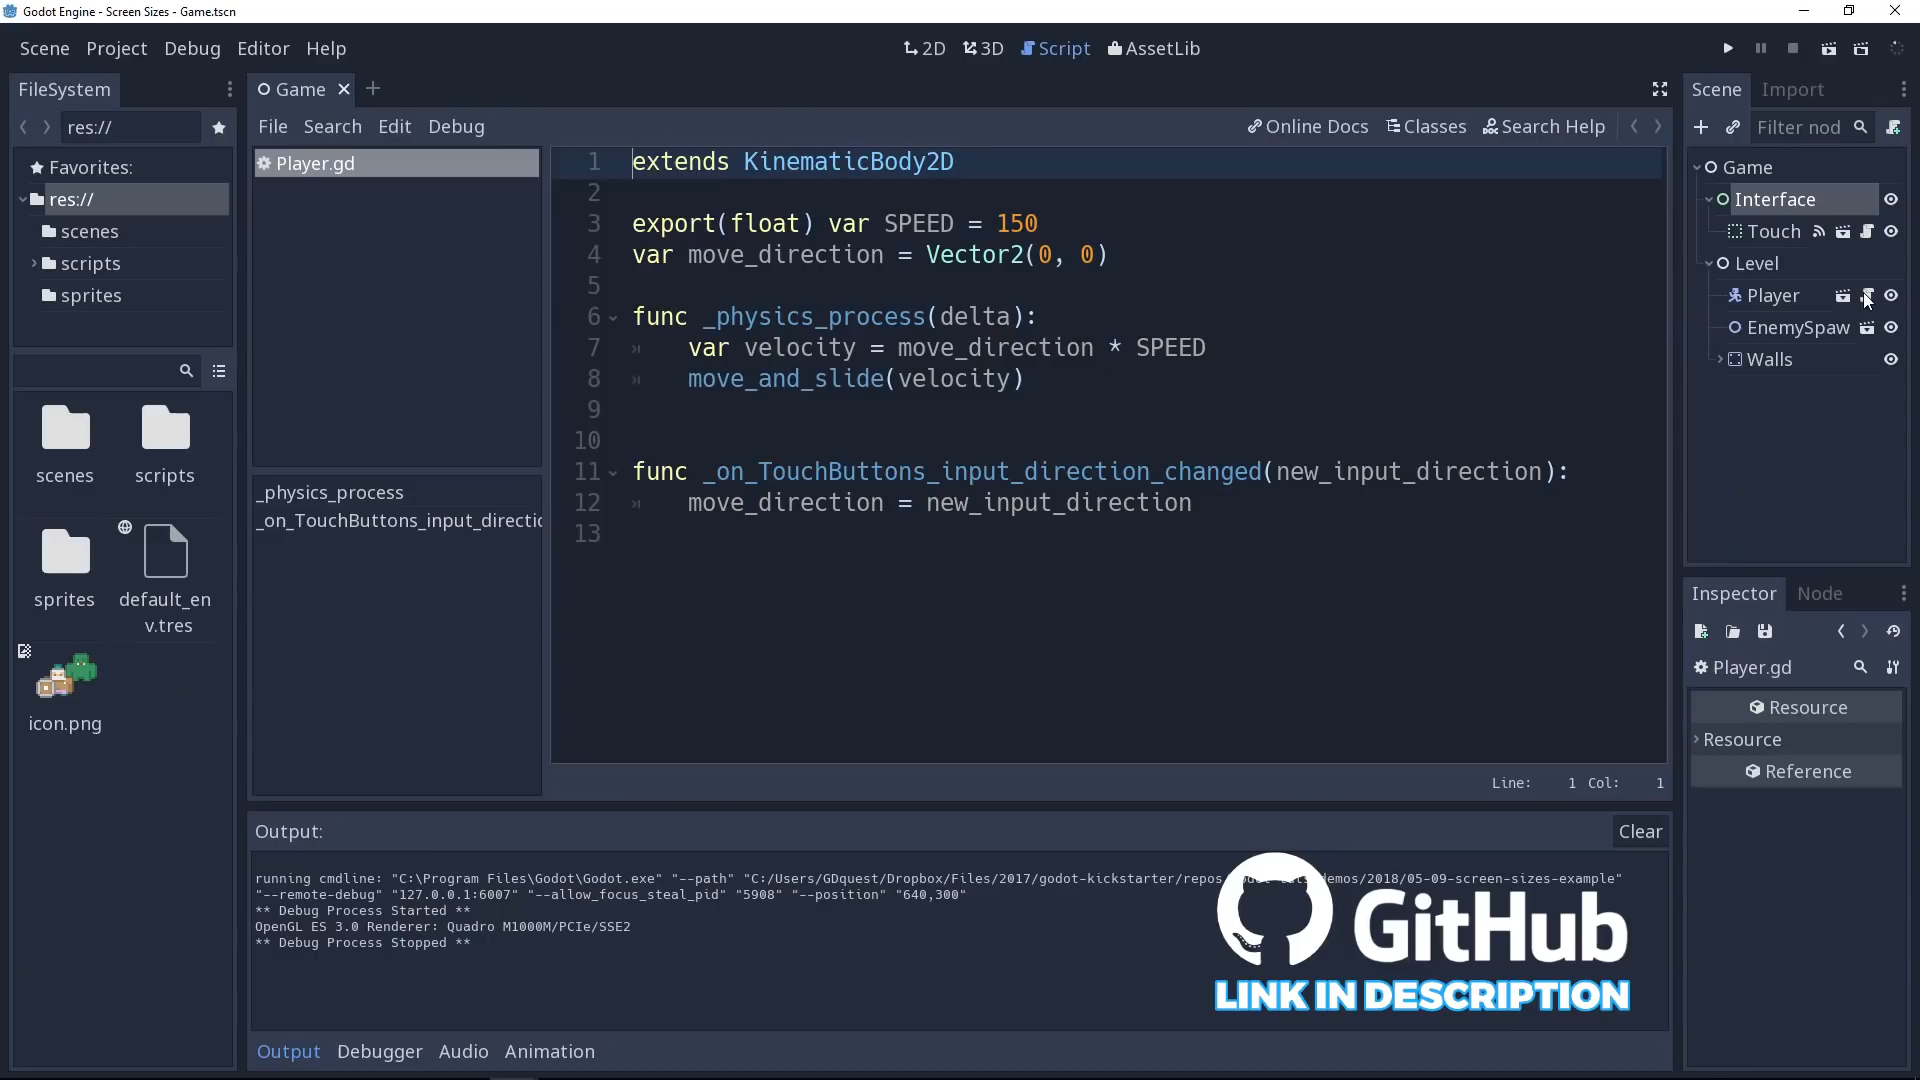 Godot Engine - Screen Sizes - Game.tscn
Scene Project Debug Editor Help
2D 3D Script AssetLib
FileSystem
res://
Favorites:
res://
scenes
scripts
sprites
scenes
scripts
sprites
default_en
v.tres
icon.png
Game
File Search Edit Debug
Online Docs Classes Search Help
Player.gd
_physics_process
_on_TouchButtons_input_directio
1 extends KinematicBody2D
2
3 export(float) var SPEED = 150
4 var move_direction = Vector2(0, 0)
5
6 func _physics_process(delta):
7 var velocity = move_direction * SPEED
8 move_and_slide(velocity)
9
10
11 func _on_TouchButtons_input_direction_changed(new_input_direction):
12 move_direction = new_input_direction
13
Line: 1 Col: 1
Output:
Clear
running cmdline: "C:\Program Files\Godot\Godot.exe" "--path" "C:/Users/GDquest/Dropbox/Files/2017/godot-kickstarter/repos demos/2018/05-09-screen-sizes-example"
"--remote-debug" "127.0.0.1:6007" "--allow_focus_steal_pid" "5908" "--position" "640,300"
** Debug Process Started **
OpenGL ES 3.0 Renderer: Quadro M1000M/PCIe/SSE2
** Debug Process Stopped **
GitHub
LINK IN DESCRIPTION
Output Debugger Audio Animation
Scene Import
Filter nod
Game
Interface
Touch
Level
Player
EnemySpaw
Walls
Inspector Node
Player.gd
Resource
Resource
Reference